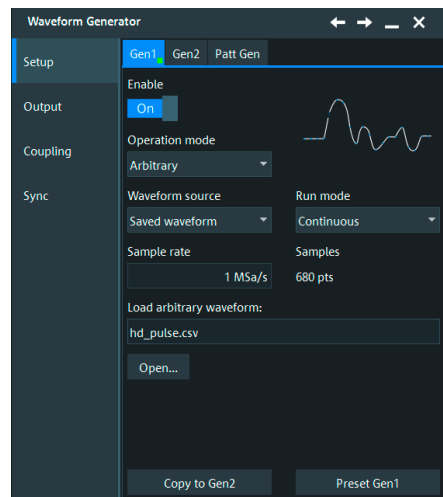 Waveform Generator
Setup
Output
Coupling
Sync
Gen1 Gen2 Patt Gen
Enable
On
Operation mode
Arbitrary
Waveform source Run mode
Saved waveform Continuous
Sample rate Samples
1 MSa/s 680 pts
Load arbitrary waveform:
hd_pulse.csv
Open...
Copy to Gen2 Preset Gen1